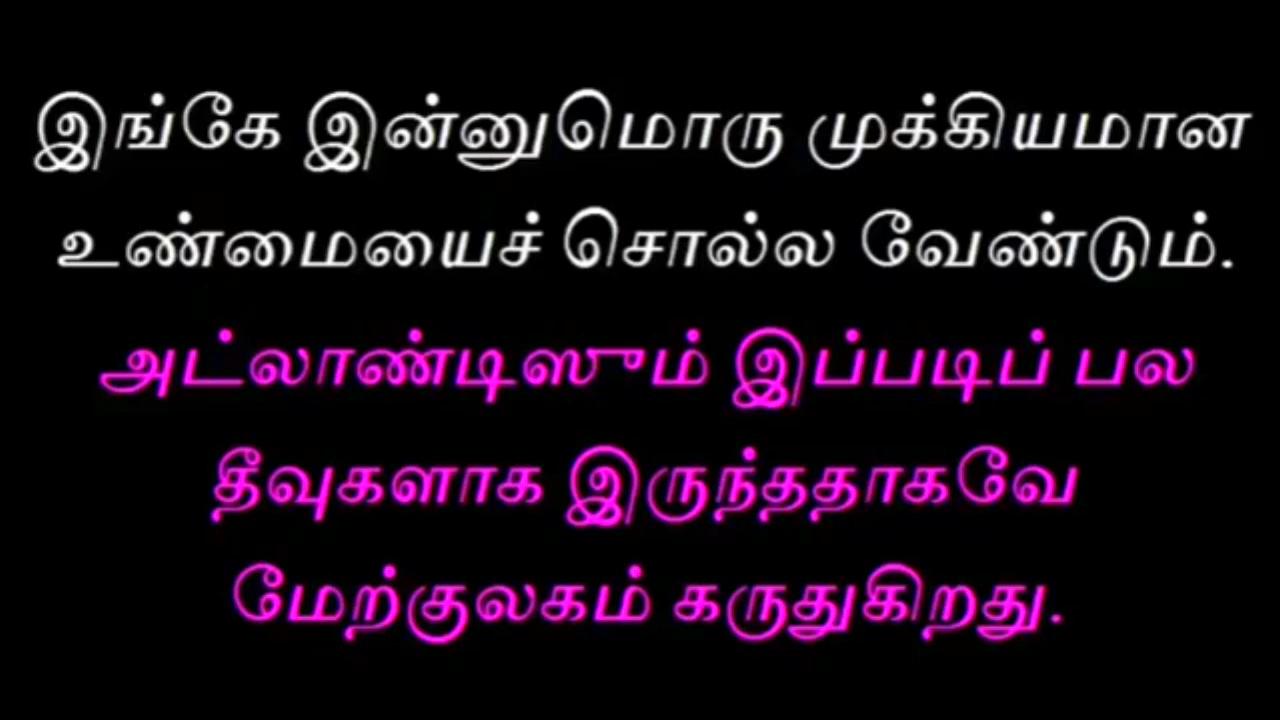 இங்கே இன்னுமொரு முக்கியமான
உண்மையைச் சொல்ல வேண்டும்.
அட்லாண்டிஸும் இப்படிப் பல
தீவுகளாக இருந்ததாகவே
மேற்குலகம் கருதுகிறது.